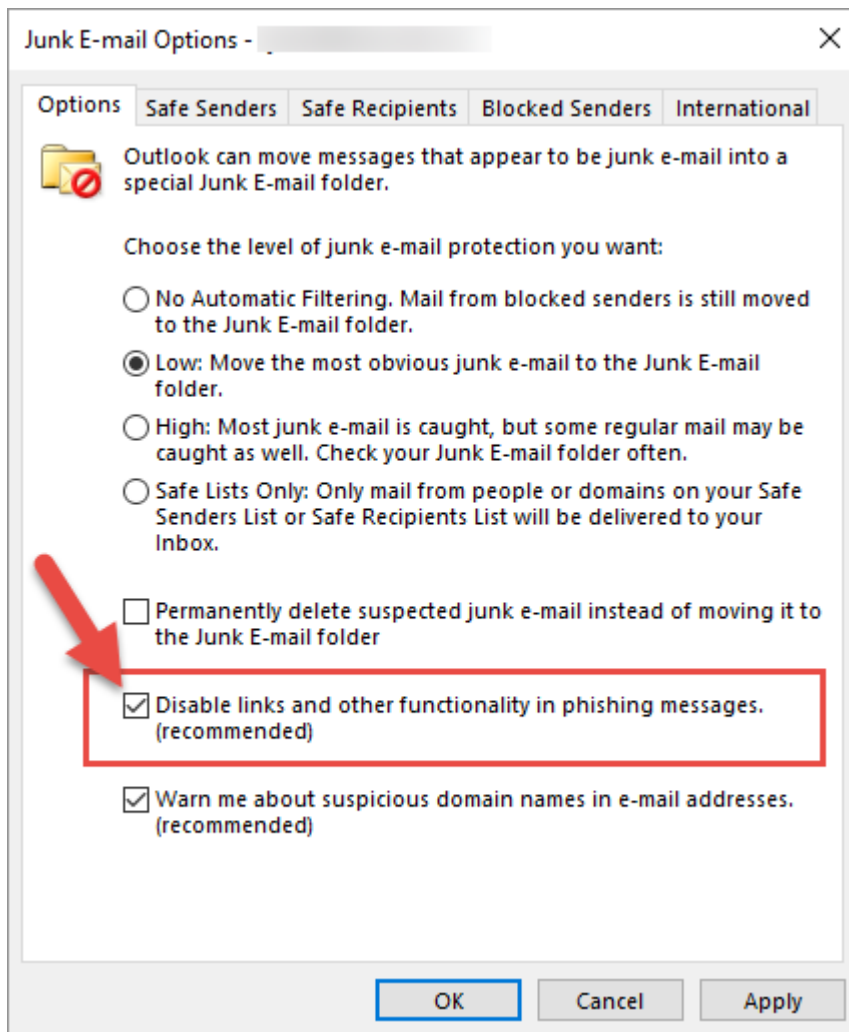 Junk E-mail Options -
Options Safe Senders Safe Recipients Blocked Senders International
Outlook can move messages that appear to be junk e-mail into a
special Junk E-mail folder.
Choose the level of junk e-mail protection you want:
No Automatic Filtering. Mail from blocked senders is still moved
to the Junk E-mail folder.
Low: Move the most obvious junk e-mail to the Junk E-mail
folder.
High: Most junk e-mail is caught, but some regular mail may be
caught as well. Check your Junk E-mail folder often.
Safe Lists Only: Only mail from people or domains on your Safe
Senders List or Safe Recipients List will be delivered to your
Inbox.
Permanently delete suspected junk e-mail instead of moving it to
the Junk E-mail folder
Disable links and other functionality in phishing messages.
(recommended)
Warn me about suspicious domain names in e-mail addresses.
(recommended)
OK Cancel Apply